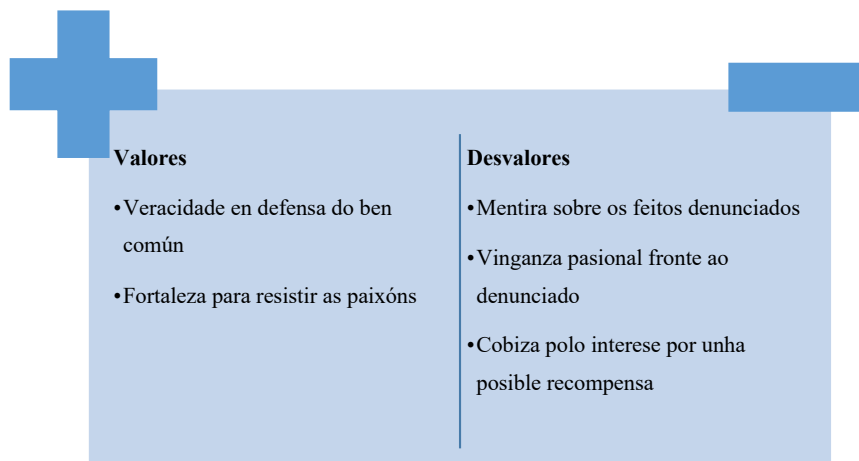 Valores
•Veracidade en defensa do ben
común
•Fortaleza para resistir as paixóns
Desvalores
•Mentira sobre os feitos denunciados
•Vinganza pasional fronte ao
denunciado
•Cobiza polo interese por unha
posible recompensa